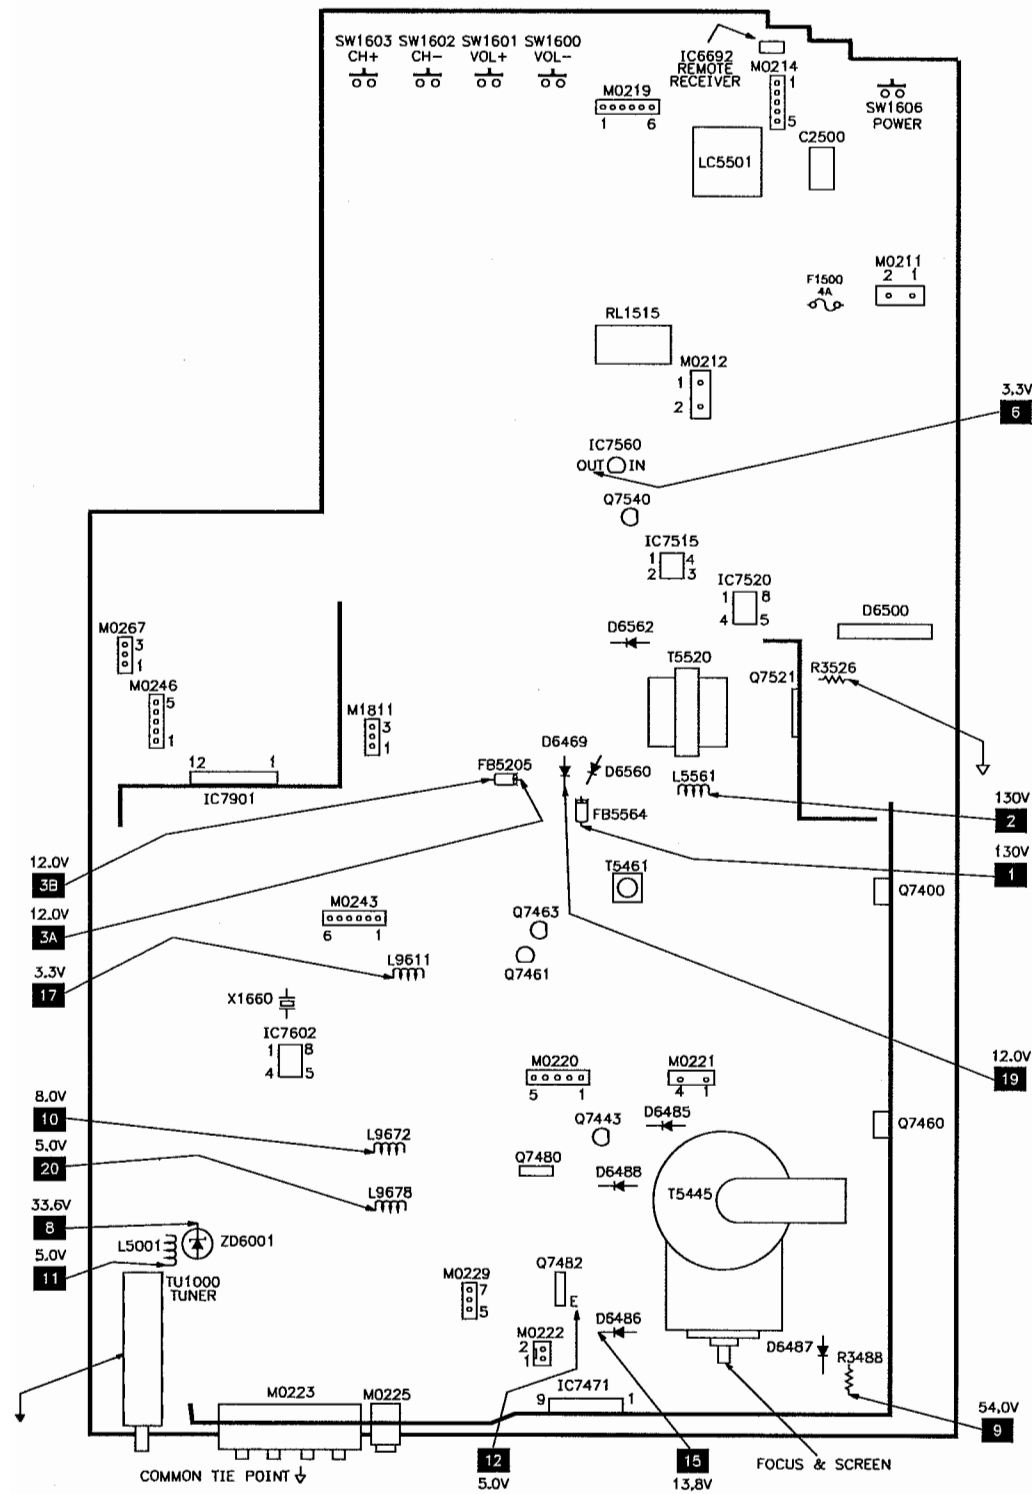 SW1603 SW1602 SW1601 SW1600
CH+ CH- VOL+ VOL-
IC6692
REMOTE
RECEIVER
M0214
1
5
SW1606
POWER
M0219
1 6
LC5501
C2500
M0211
2 1
F1500
4A
RL1515
M0212
1
2
3.3V
6
IC7560
OUT IN
Q7540
IC7515
1 4
2 3
IC7520
1 8
4 5
D6500
M0267
3
1
D6562
T5520
Q7521
R3526
M0246
5
1
M1811
3
1
12 1
IC7901
FB5205
D6469
D6560
L5561
FB5564
130V
2
130V
1
12.0V
3B
12.0V
3A
T5461
Q7400
M0243
6 1
Q7463
Q7461
3.3V
17
L9611
X1660
IC7602
1 8
4 5
M0220
5 1
M0221
4 1
12.0V
19
8.0V
10
L9672
Q7443
D6485
Q7460
5.0V
20
Q7480
D6488
T5445
L9678
33.6V
8
L5001
ZD6001
5.0V
11
TU1000
TUNER
M0229
7
5
Q7482
E
D6486
M0222
2
1
D6487
R3488
M0223
M0225
IC7471
9 1
54.0V
9
COMMON TIE POINT
12
5.0V
15
13.8V
FOCUS & SCREEN